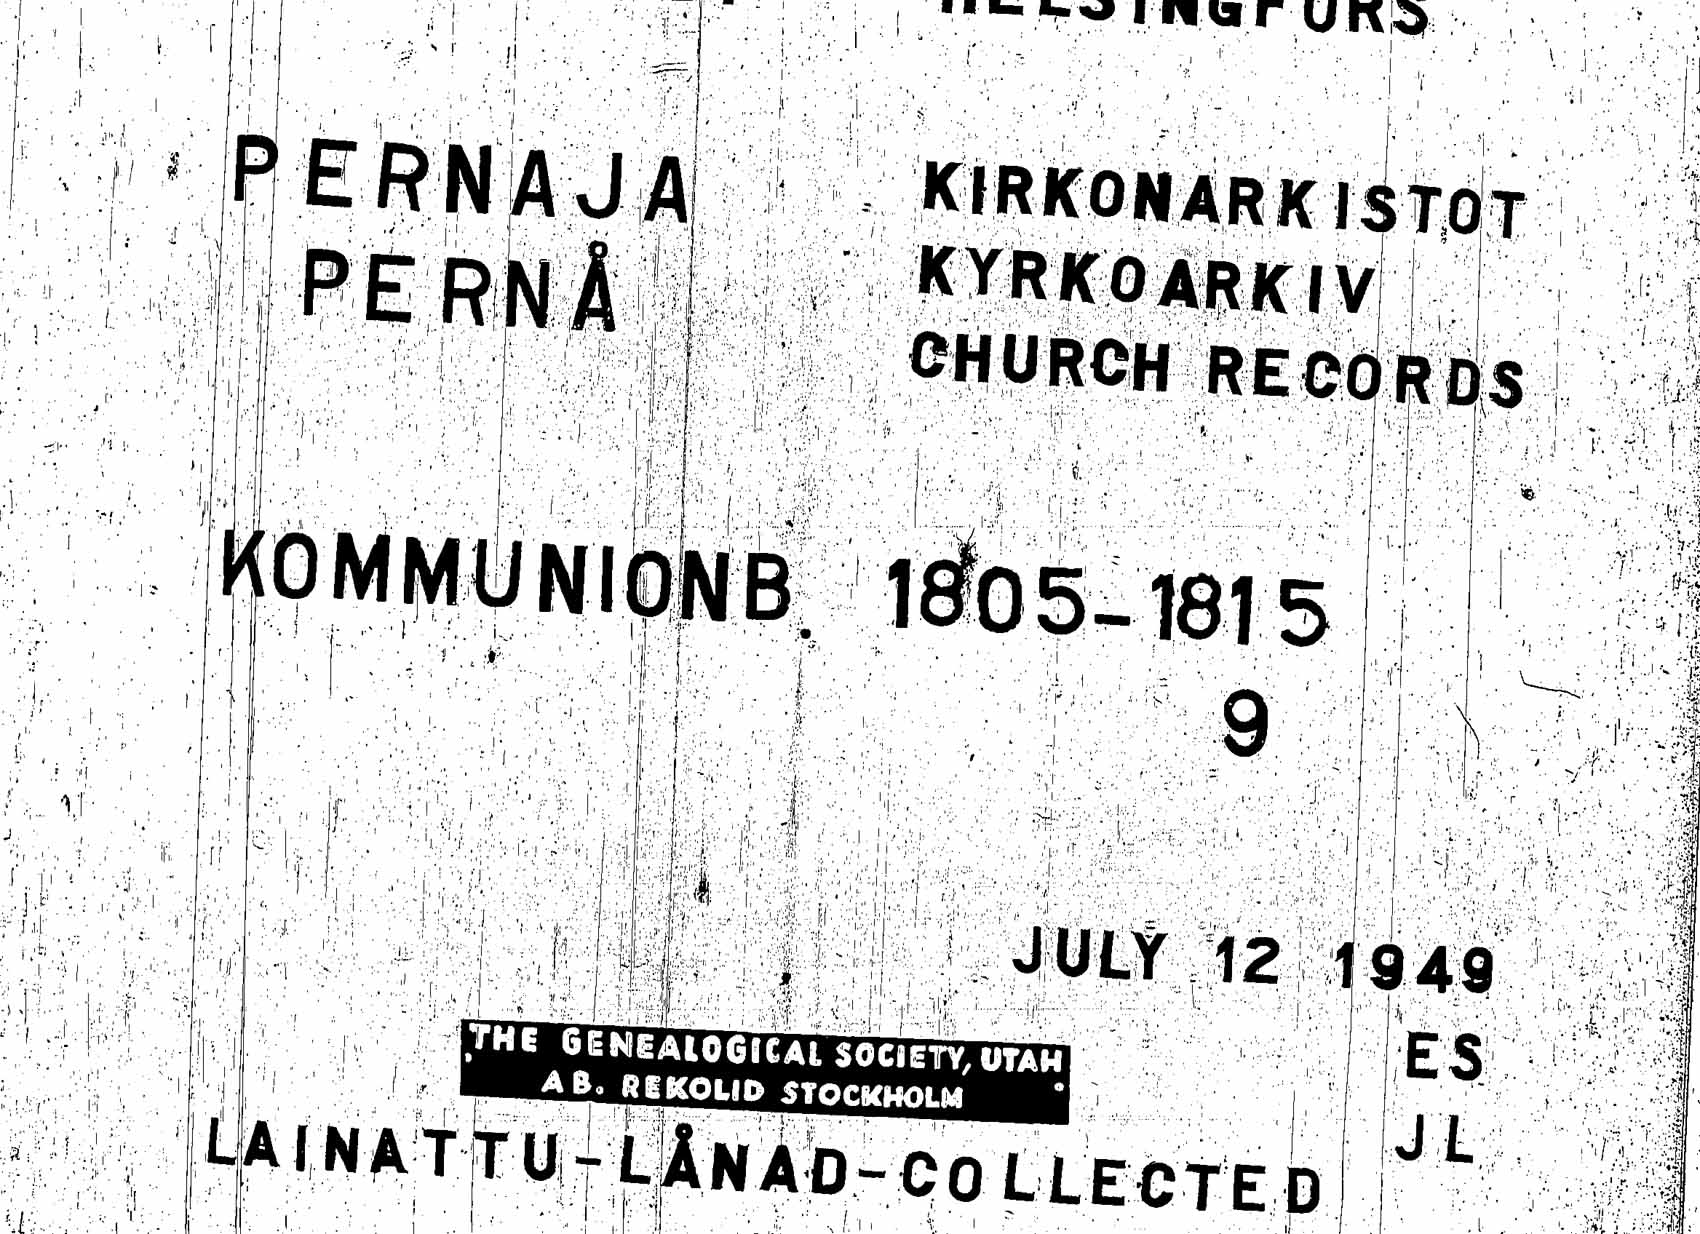 HELSINGFORS
PERNAJA
PERNÅ
KIRKONARKISTOT
KYRKOARKIV
CHURCH RECORDS
KOMMUNIONB. 1805-1815
9
JULY 12 1949
ES
JL
THE GENEALOGICAL SOCIETY, UTAH
AB. REKOLID STOCKHOLM
LAINATTU-LÅNAD-COLLECTED